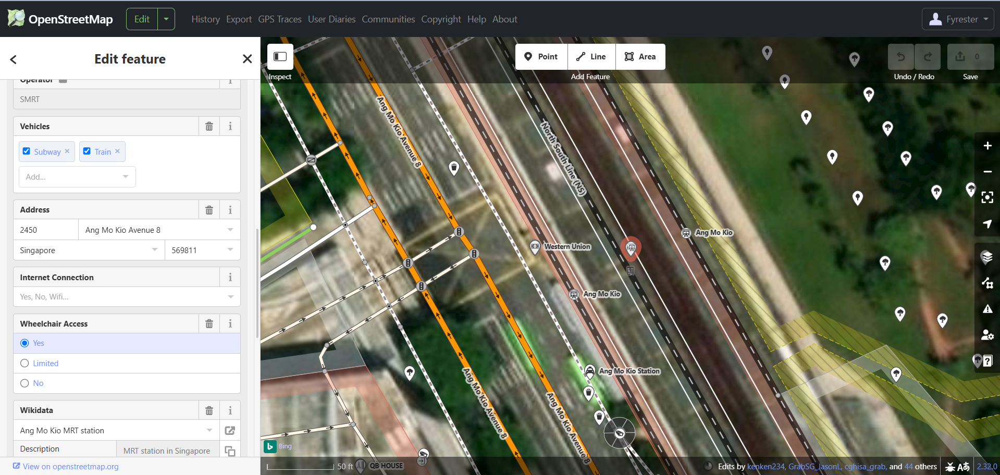 OpenStreetMap
Edit
History
Export
GPS Traces
User Diaries
Communities
Copyright
Help
About
Fyrester
Edit feature
Operator
SMRT
Vehicles
Subway
Train
Add...
Address
2450
Ang Mo Kio Avenue 8
Singapore
569811
Internet Connection
Yes, No, Wifi...
Wheelchair Access
Yes
Limited
No
Wikidata
Ang Mo Kio MRT station
Description
MRT station in Singapore
View on openstreetmap.org
Inspect
Point
Line
Area
Add Feature
Undo / Redo
0
Save
Ang Mo Kio Avenue 8
North South Line (NS)
Western Union
Ang Mo Kio
Ang Mo Kio
Ang Mo Kio Station
Ang Mo Kio Avenue 8
Ang Mo Kio Avenue 8
Bing
50 ft
QB HOUSE
Edits by kenken234, GrabSG_JasonL, cghisa_grab, and 44 others
2.32.0